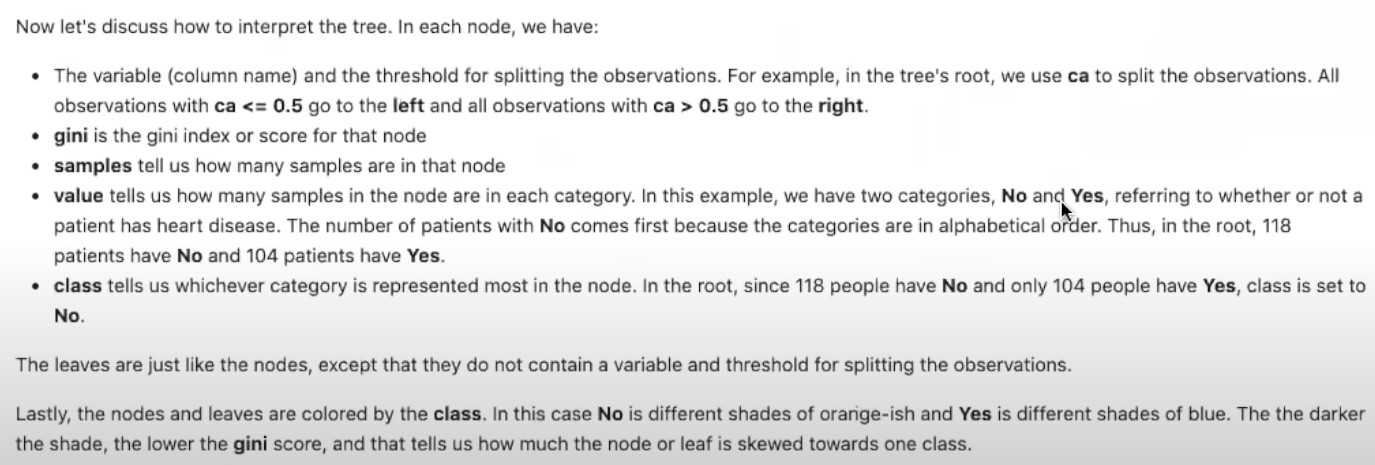 Now let's discuss how to interpret the tree. In each node, we have:
• The variable (column name) and the threshold for splitting the observations. For example, in the tree's root, we use ca to split the observations. All
observations with ca <= 0.5 go to the left and all observations with ca > 0.5 go to the right.
• gini is the gini index or score for that node
• samples tell us how many samples are in that node
• value tells us how many samples in the node are in each category. In this example, we have two categories, No and Yes, referring to whether or not a
patient has heart disease. The number of patients with No comes first because the categories are in alphabetical order. Thus, in the root, 118
patients have No and 104 patients have Yes.
• class tells us whichever category is represented most in the node. In the root, since 118 people have No and only 104 people have Yes, class is set to
No.
The leaves are just like the nodes, except that they do not contain a variable and threshold for splitting the observations.
Lastly, the nodes and leaves are colored by the class. In this case No is different shades of orange-ish and Yes is different shades of blue. The the darker
the shade, the lower the gini score, and that tells us how much the node or leaf is skewed towards one class.